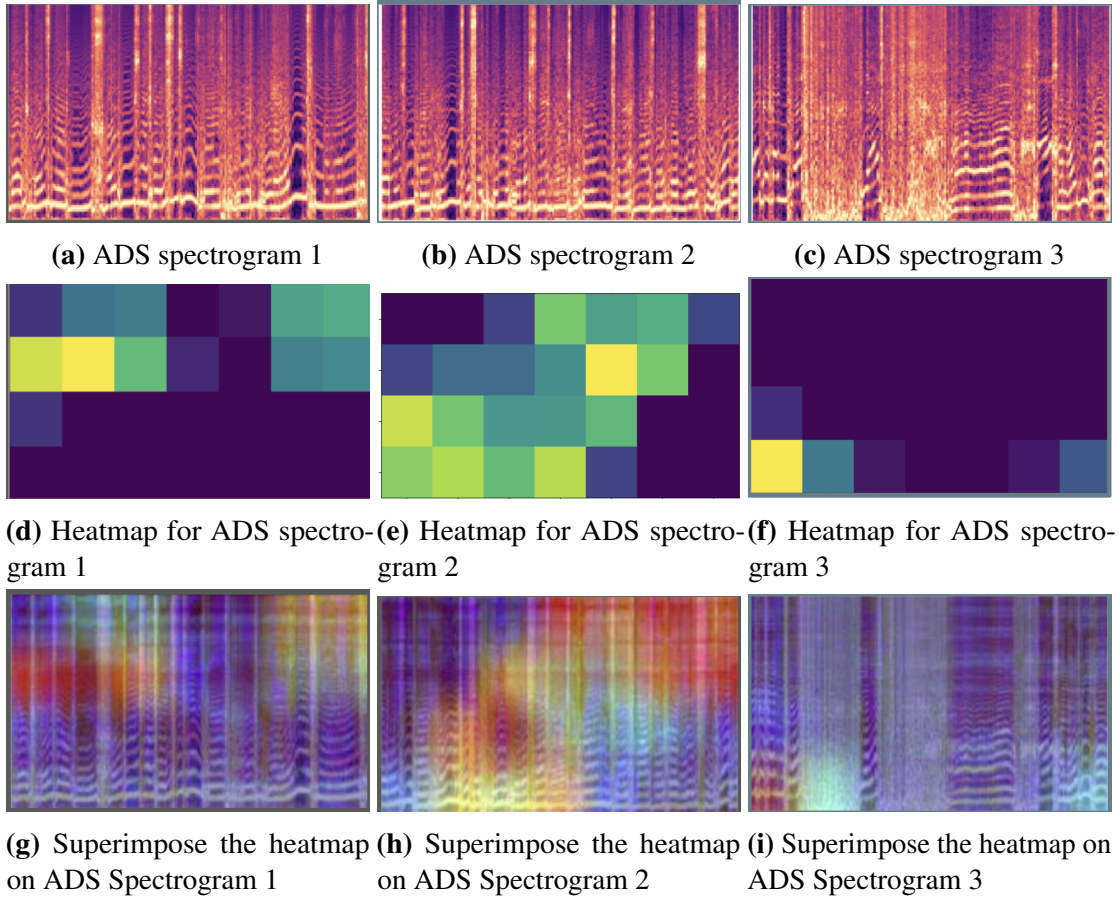 (a) ADS spectrogram 1 (b) ADS spectrogram 2 (c) ADS spectrogram 3
(d) Heatmap for ADS spectro-
gram 1
(e) Heatmap for ADS spectro-
gram 2
(f) Heatmap for ADS spectro-
gram 3
(g) Superimpose the heatmap
on ADS Spectrogram 1
(h) Superimpose the heatmap
on ADS Spectrogram 2
(i) Superimpose the heatmap on
ADS Spectrogram 3